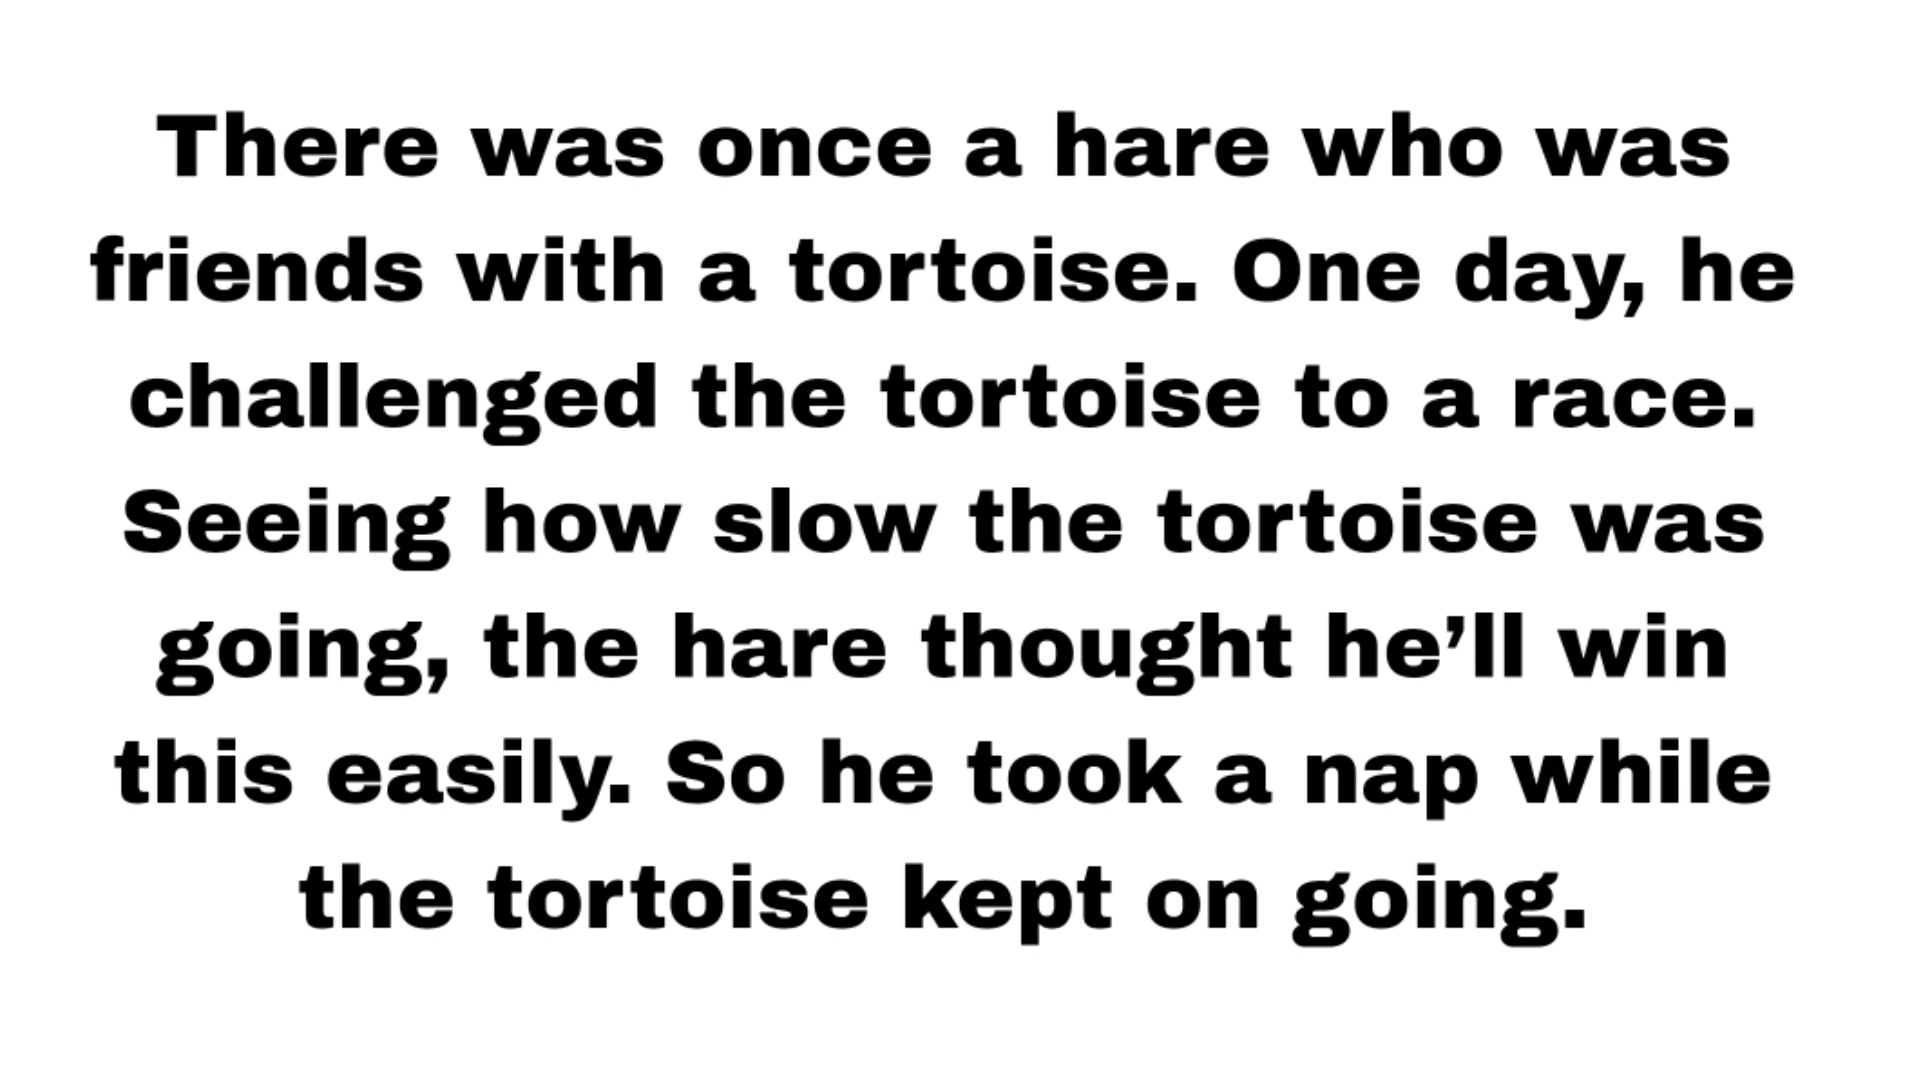 There was once a hare who was
friends with a tortoise. One day, he
challenged the tortoise to a race.
Seeing how slow the tortoise was
going, the hare thought he’ll win
this easily. So he took a nap while
the tortoise kept on going.